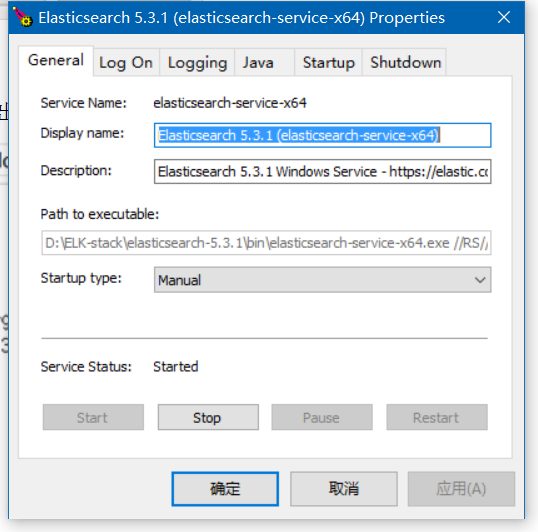 Elasticsearch 5.3.1 (elasticsearch-service-x64) Properties
General Log On Logging Java Startup Shutdown
Service Name: elasticsearch-service-x64
Display name: Elasticsearch 5.3.1 (elasticsearch-service-x64)
Description: Elasticsearch 5.3.1 Windows Service - https://elastic.co
Path to executable:
D:\ELK-stack\elasticsearch-5.3.1\bin\elasticsearch-service-x64.exe //RS//
Startup type: Manual
Service Status: Started
Start Stop Pause Restart
确定 取消 应用(A)